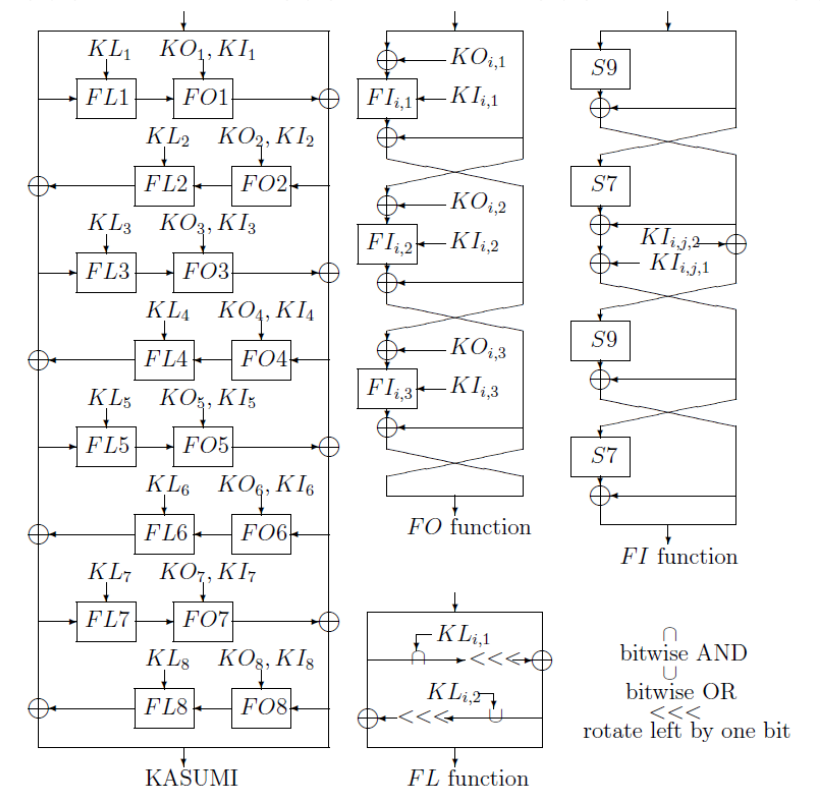 KL₁ KO₁, KI₁
FL1 FO1
KL₂ KO₂, KI₂
FL2 FO2
KL₃ KO₃, KI₃
FL3 FO3
KL₄ KO₄, KI₄
FL4 FO4
KL₅ KO₅, KI₅
FL5 FO5
KL₆ KO₆, KI₆
FL6 FO6
KL₇ KO₇, KI₇
FL7 FO7
KL₈ KO₈, KI₈
FL8 FO8
KASUMI
KOᵢ,₁
FIᵢ,₁ KIᵢ,₁
KOᵢ,₂
FIᵢ,₂ KIᵢ,₂
KOᵢ,₃
FIᵢ,₃ KIᵢ,₃
FO function
S9
S7
KIᵢ,ⱼ,₂
KIᵢ,ⱼ,₁
S9
S7
FI function
KLᵢ,₁
∩ <<<
KLᵢ,₂
<<< ∪
FL function
∩
bitwise AND
∪
bitwise OR
<<<
rotate left by one bit